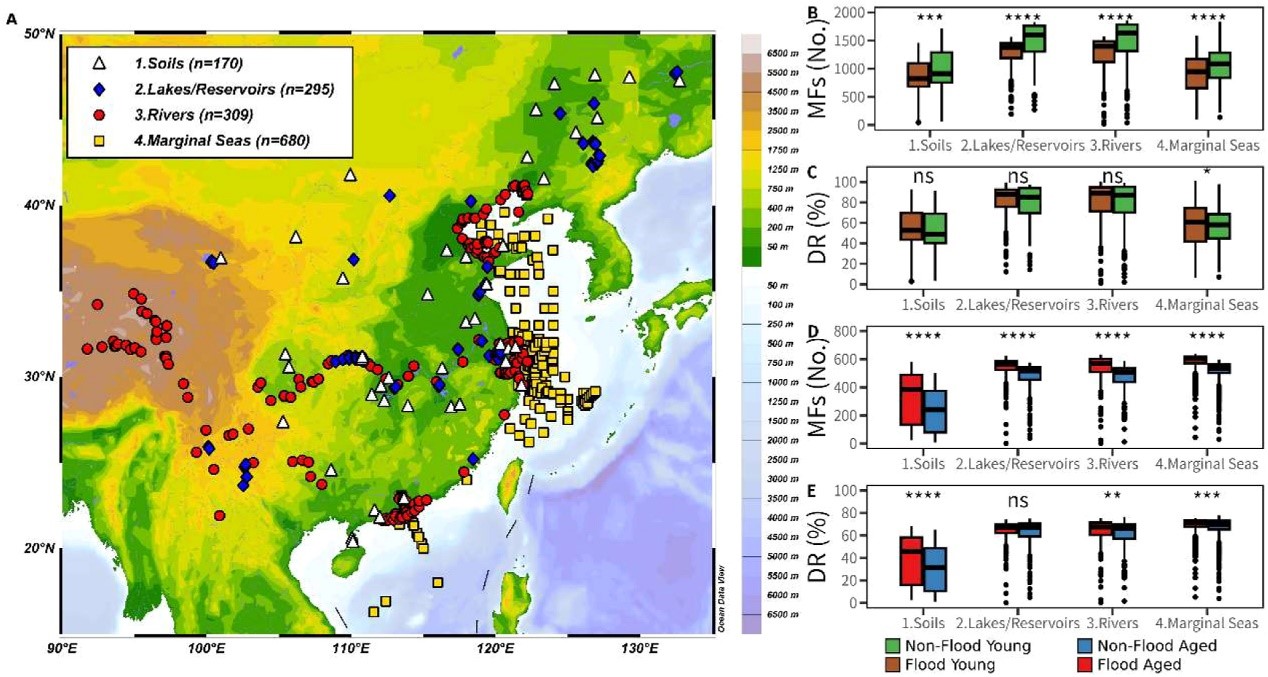 A
50°N
40°N
30°N
20°N
90°E 100°E 110°E 120°E 130°E
1.Soils (n=170)
2.Lakes/Reservoirs (n=295)
3.Rivers (n=309)
4.Marginal Seas (n=680)
6500 m
5500 m
4500 m
3500 m
2500 m
1750 m
1250 m
750 m
400 m
200 m
50 m
50 m
100 m
250 m
500 m
750 m
1000 m
1250 m
1500 m
2000 m
2500 m
3000 m
3500 m
4000 m
4500 m
5000 m
5500 m
6000 m
6500 m
Ocean Data View
B
MFs (No.)
2000
1500
1000
500
0
*** **** **** ****
1.Soils 2.Lakes/Reservoirs 3.Rivers 4.Marginal Seas
C
DR (%)
100
80
60
40
20
0
ns ns ns *
1.Soils 2.Lakes/Reservoirs 3.Rivers 4.Marginal Seas
D
MFs (No.)
800
600
400
200
0
**** **** **** ****
1.Soils 2.Lakes/Reservoirs 3.Rivers 4.Marginal Seas
E
DR (%)
100
80
60
40
20
0
**** ns ** ***
1.Soils 2.Lakes/Reservoirs 3.Rivers 4.Marginal Seas
Non-Flood Young Non-Flood Aged
Flood Young Flood Aged